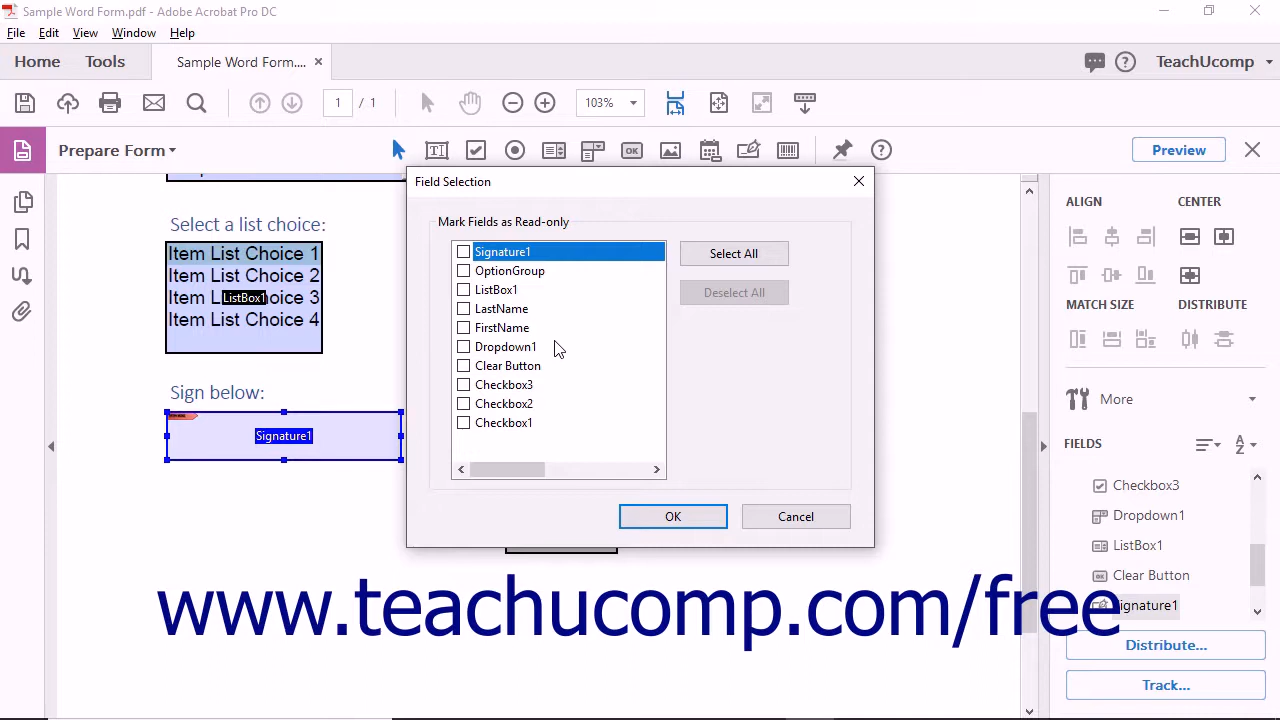 Sample Word Form.pdf - Adobe Acrobat Pro DC
File Edit View Window Help
Home Tools Sample Word Form.... TeachUcomp
1 / 1 103%
Prepare Form Preview
Select a list choice:
Item List Choice 1
Item List Choice 2
Item L ListBox1 hoice 3
Item List Choice 4
Sign below:
Signature1
Field Selection
Mark Fields as Read-only
Signature1
OptionGroup
ListBox1
LastName
FirstName
Dropdown1
Clear Button
Checkbox3
Checkbox2
Checkbox1
Select All
Deselect All
OK Cancel
ALIGN CENTER
MATCH SIZE DISTRIBUTE
More
FIELDS
Checkbox3
Dropdown1
ListBox1
Clear Button
Signature1
Distribute...
Track...
www.teachucomp.com/free